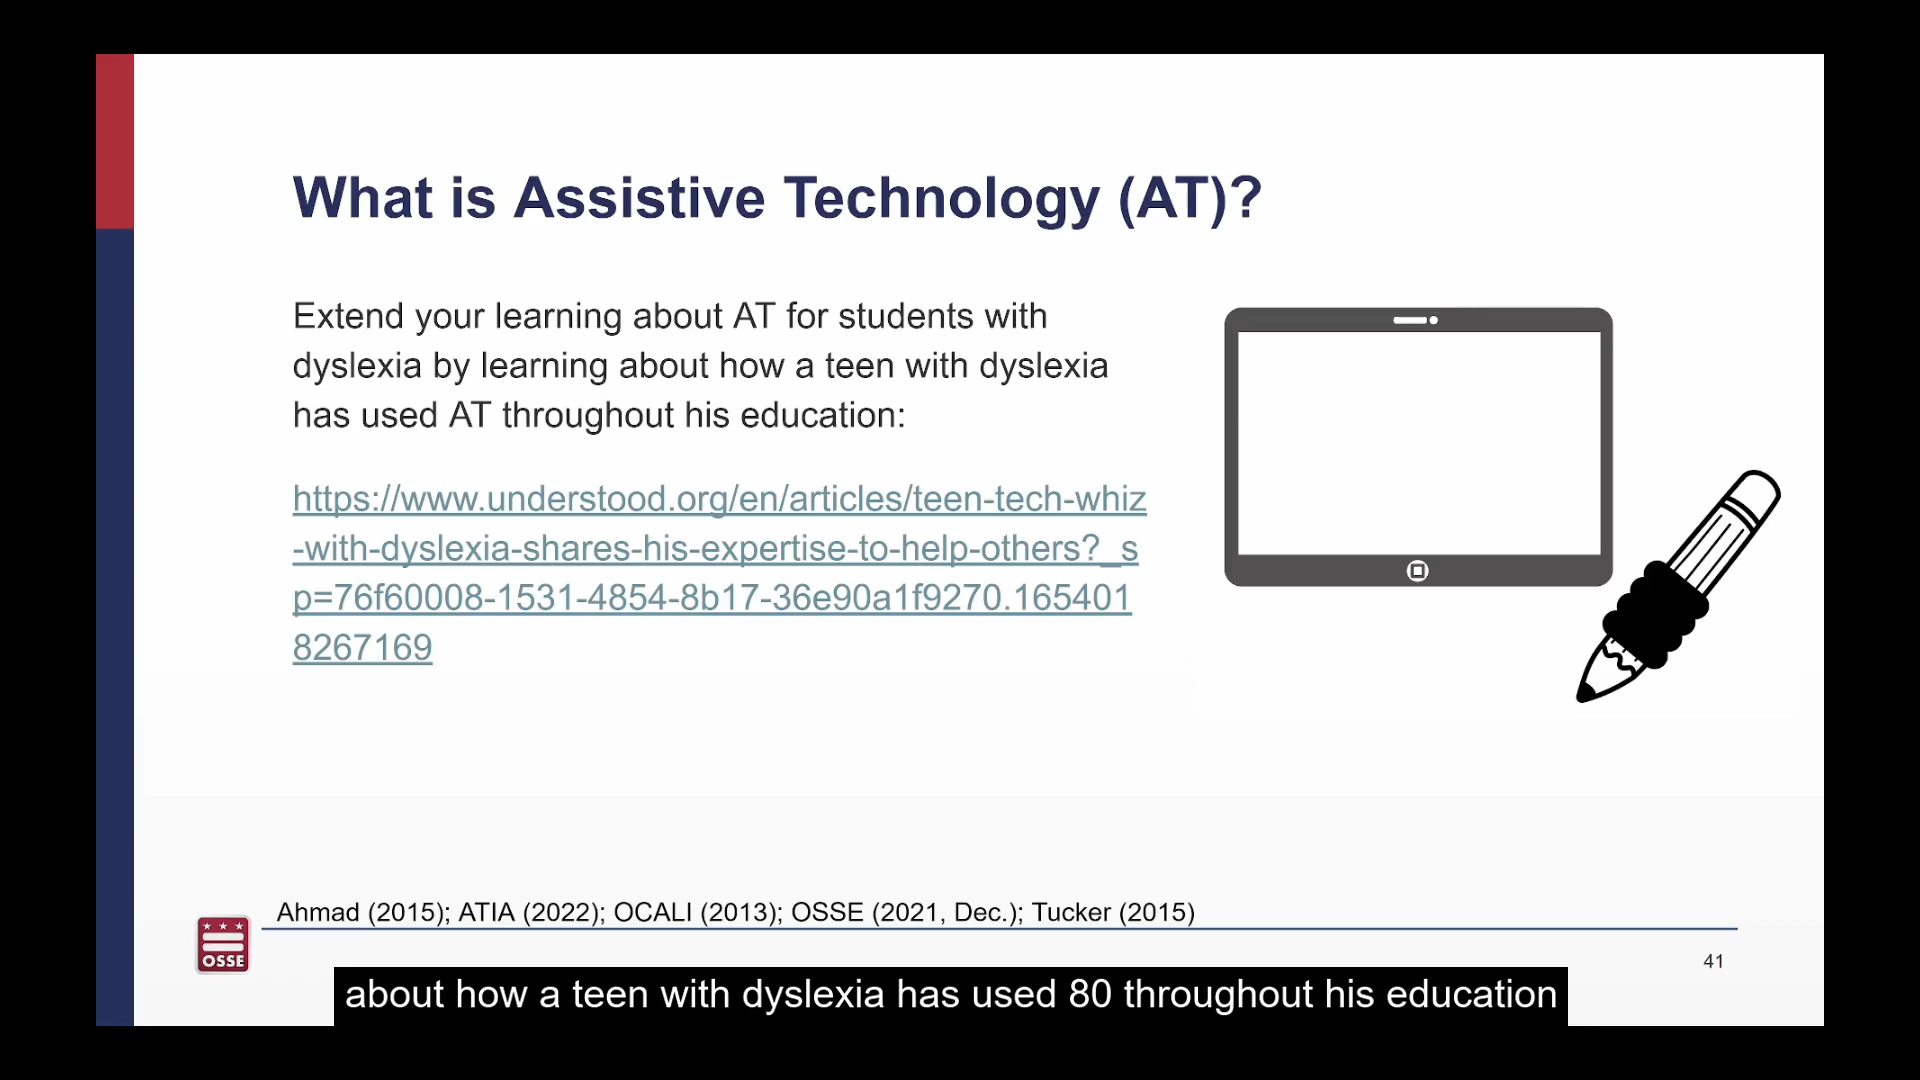 What is Assistive Technology (AT)?
Extend your learning about AT for students with
dyslexia by learning about how a teen with dyslexia
has used AT throughout his education:
https://www.understood.org/en/articles/teen-tech-whiz
-with-dyslexia-shares-his-expertise-to-help-others?_s
p=76f60008-1531-4854-8b17-36e90a1f9270.165401
8267169
Ahmad (2015); ATIA (2022); OCALI (2013); OSSE (2021, Dec.); Tucker (2015)
OSSE
41
about how a teen with dyslexia has used 80 throughout his education